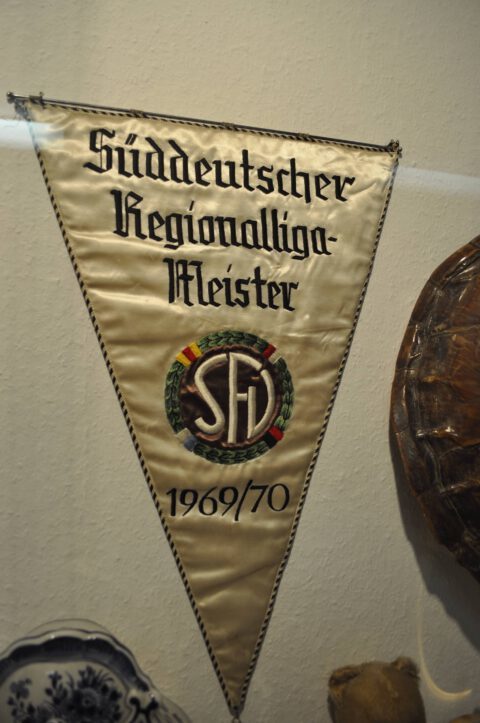 Süddeutscher
Regionalliga-
Meister
SFV
1969/70